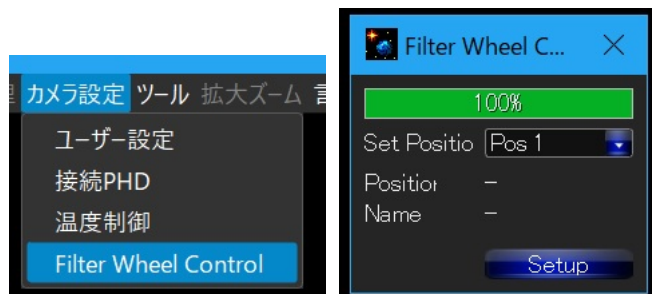 カメラ設定 ツール 拡大ズーム
ユーザー設定
接続PHD
温度制御
Filter Wheel Control
Filter Wheel C...
100%
Set Positio Pos 1
Position –
Name –
Setup